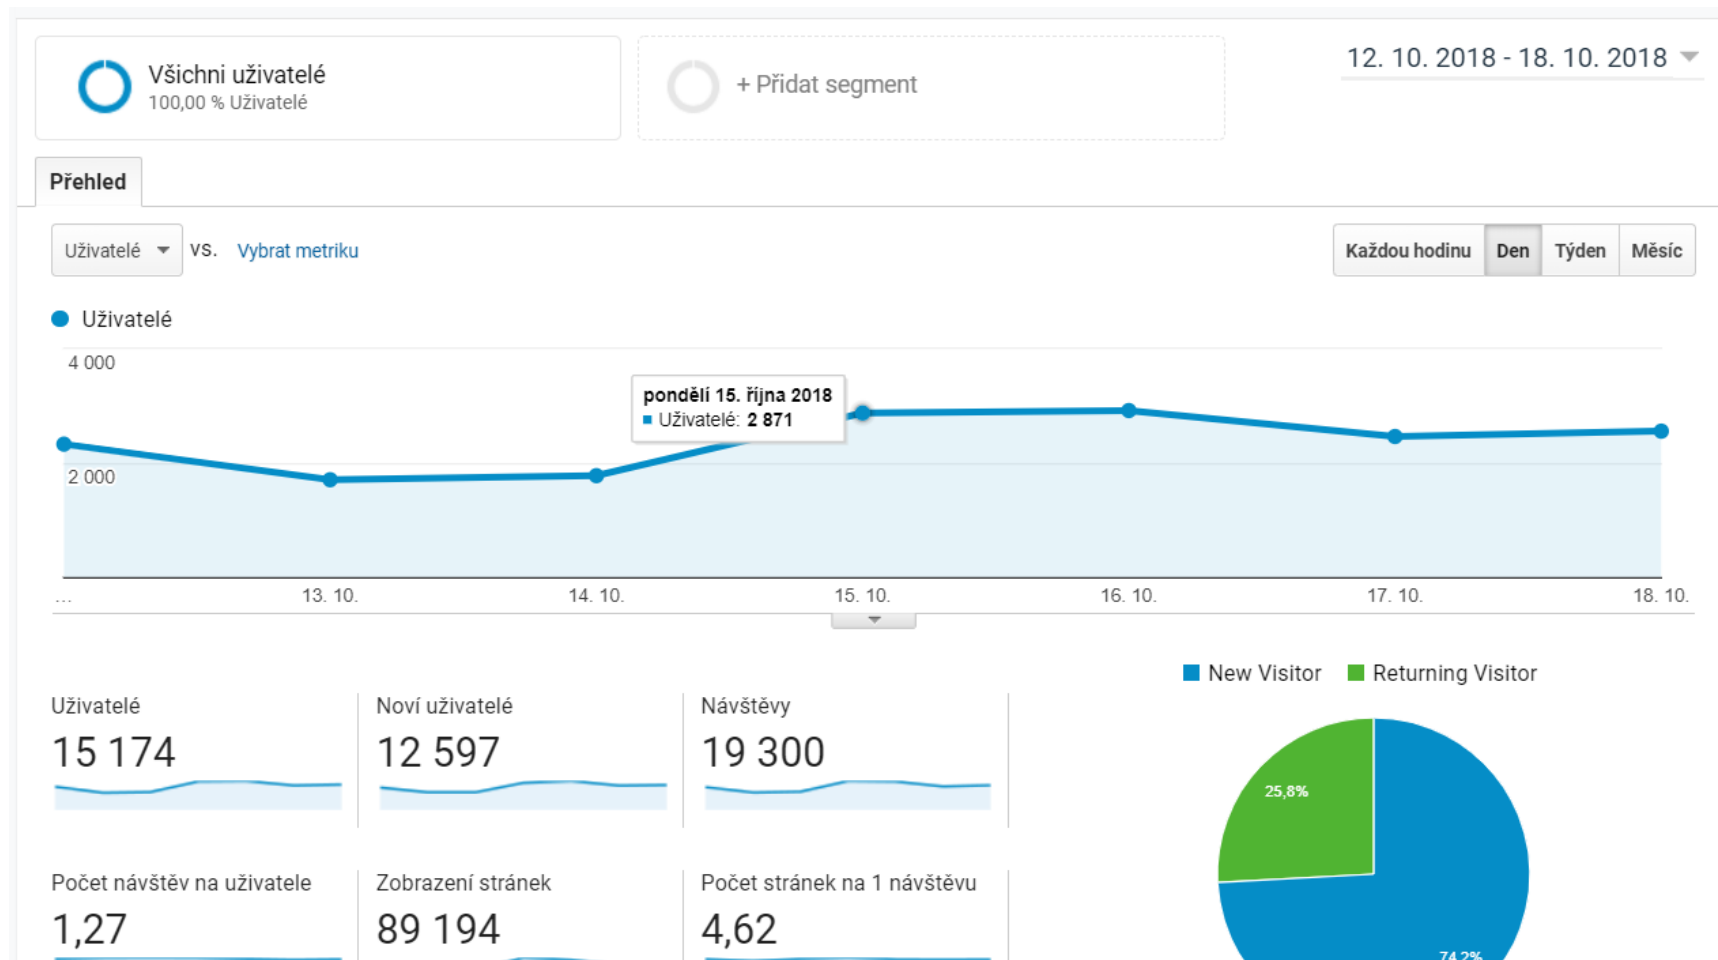 Všichni uživatelé
100,00 % Uživatelé
+ Přidat segment
12. 10. 2018 - 18. 10. 2018
Přehled
Uživatelé VS. Vybrat metriku
Každou hodinu Den Týden Měsíc
Uživatelé
4 000
pondělí 15. října 2018
Uživatelé: 2 871
2 000
... 13. 10. 14. 10. 15. 10. 16. 10. 17. 10. 18. 10.
New Visitor Returning Visitor
Uživatelé
15 174
Noví uživatelé
12 597
Návštěvy
19 300
25,8%
Počet návštěv na uživatele
1,27
Zobrazení stránek
89 194
Počet stránek na 1 návštěvu
4,62
74,2%